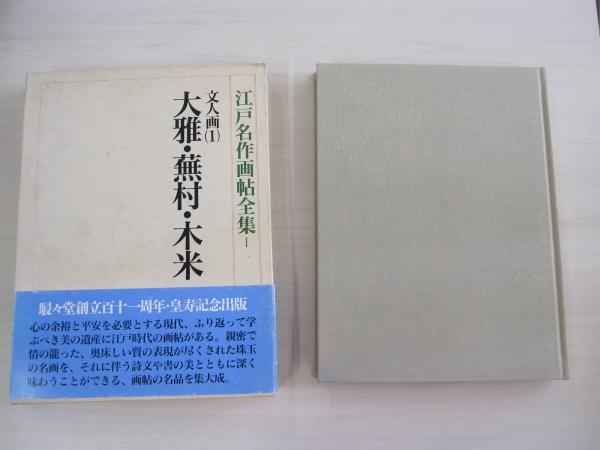 江戸名作画帖全集 I
文人画(1)
大雅・蕪村・木米
駸々堂創立百十一周年・皇寿記念出版
心の余裕と平安を必要とする現代、ふり返って学
ぶべき美の遺産に江戸時代の画帖がある。親密で
情の籠った、奥床しい質の表現が尽くされた珠玉
の名画を、それに伴う詩文や書の美とともに深く
味わうことができる、画帖の名品を集大成。